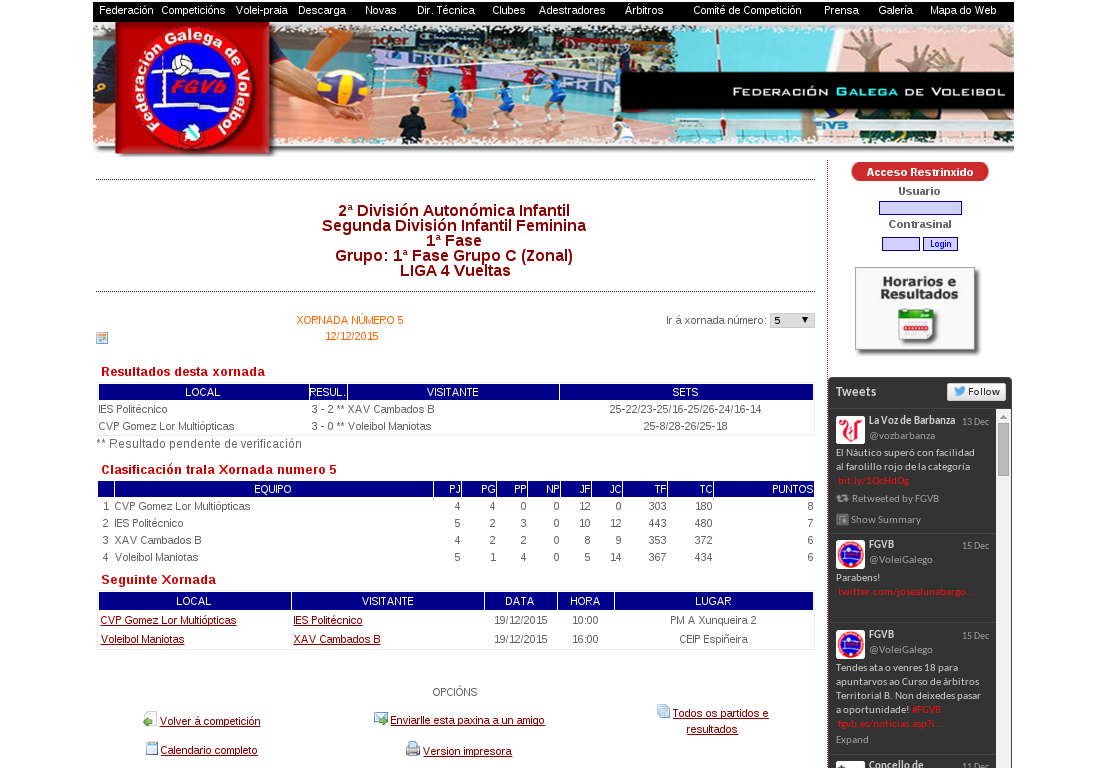 Federación Competicións Volei-praia Descarga Novas Dir. Técnica Clubes Adestradores Árbitros Comité de Competición Prensa Galería Mapa do Web
Federación Galega de Voleibol
FGVb
FEDERACIÓN GALEGA DE VOLEIBOL
FIVB
2ª División Autonómica Infantil
Segunda División Infantil Feminina
1ª Fase
Grupo: 1ª Fase Grupo C (Zonal)
LIGA 4 Vueltas
XORNADA NÚMERO 5
12/12/2015
Ir á xornada número: 5
Resultados desta xornada
LOCAL RESUL. VISITANTE SETS
IES Politécnico 3 - 2 ** XAV Cambados B 25-22/23-25/16-25/26-24/16-14
CVP Gomez Lor Multiópticas 3 - 0 ** Voleibol Maniotas 25-8/28-26/25-18
** Resultado pendente de verificación
Clasificación trala Xornada numero 5
EQUIPO PJ PG PP NP JF JC TF TC PUNTOS
1 CVP Gomez Lor Multiópticas 4 4 0 0 12 0 303 180 8
2 IES Politécnico 5 2 3 0 10 12 443 480 7
3 XAV Cambados B 4 2 2 0 8 9 353 372 6
4 Voleibol Maniotas 5 1 4 0 5 14 367 434 6
Seguinte Xornada
LOCAL VISITANTE DATA HORA LUGAR
CVP Gomez Lor Multiópticas IES Politécnico 19/12/2015 10:00 PM A Xunqueira 2
Voleibol Maniotas XAV Cambados B 19/12/2015 16:00 CEIP Espiñeira
OPCIÓNS
Volver á competición
Enviarlle esta paxina a un amigo
Todos os partidos e
resultados
Calendario completo
Version impresora
Acceso Restrinxido
Usuario
Contrasinal
Login
Horarios e
Resultados
Tweets
Follow
La Voz de Barbanza 13 Dec
@vozbarbanza
El Náutico superó con facilidad
al farolillo rojo de la categoría
bit.ly/1QcHdDg
Retweeted by FGVB
Show Summary
FGVB 15 Dec
@VoleiGalego
Parabens!
twitter.com/josealunabargo...
FGVB 15 Dec
@VoleiGalego
Tendes ata o venres 18 para
apuntarvos ao Curso de árbitros
Territorial B. Non deixedes pasar
a oportunidade! #FGVB
fgvb.es/noticias.asp?i...
Expand
Concello de 11 Dec